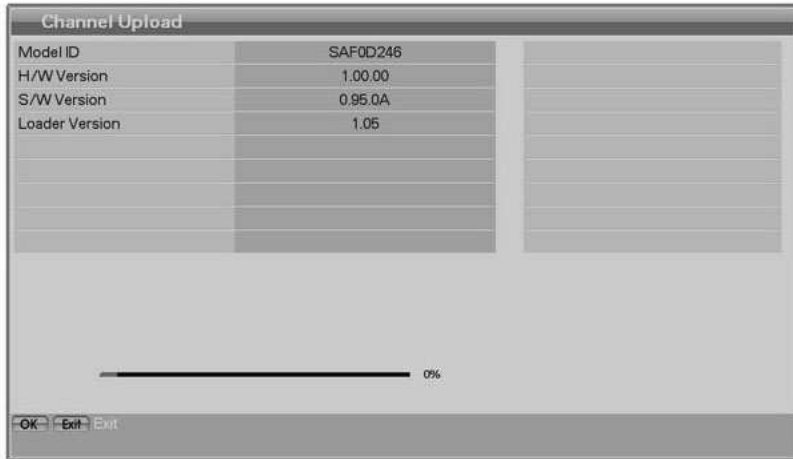 Channel Upload
Model ID SAF0D246
H/W Version 1.00.00
S/W Version 0.95.0A
Loader Version 1.05
0%
OK Exit Exit